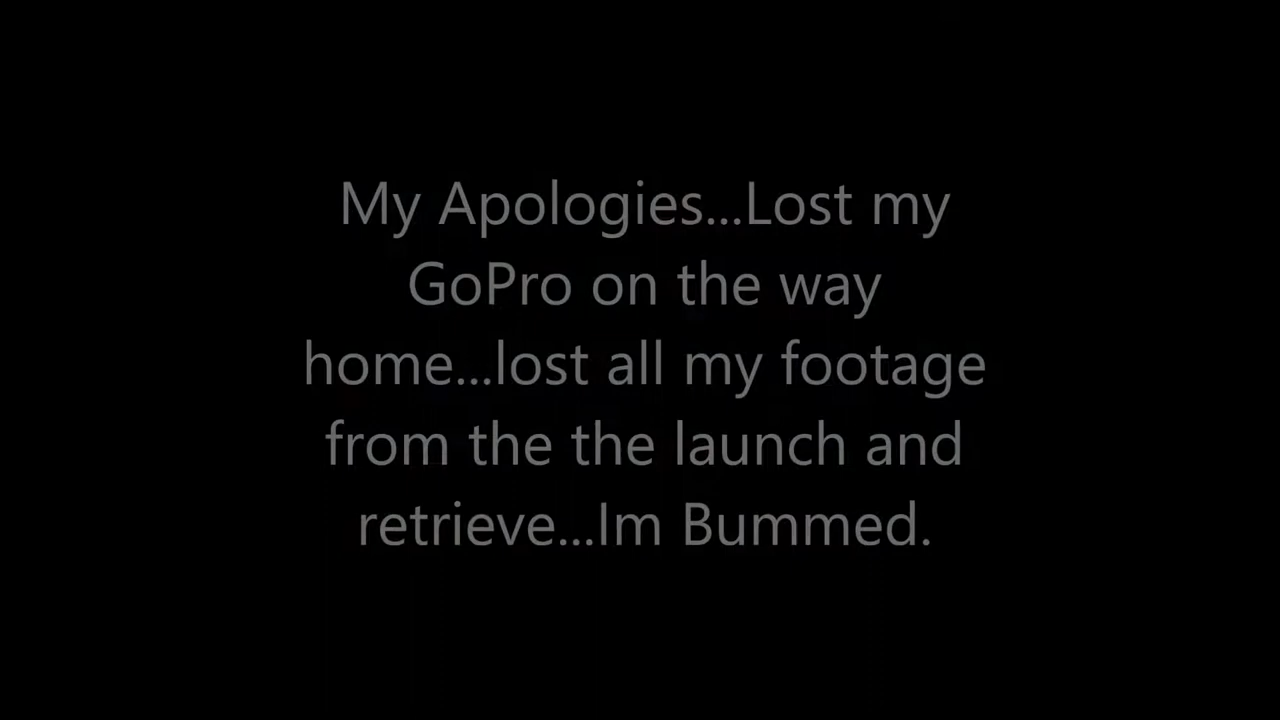 My Apologies...Lost my
GoPro on the way
home...lost all my footage
from the the launch and
retrieve...Im Bummed.